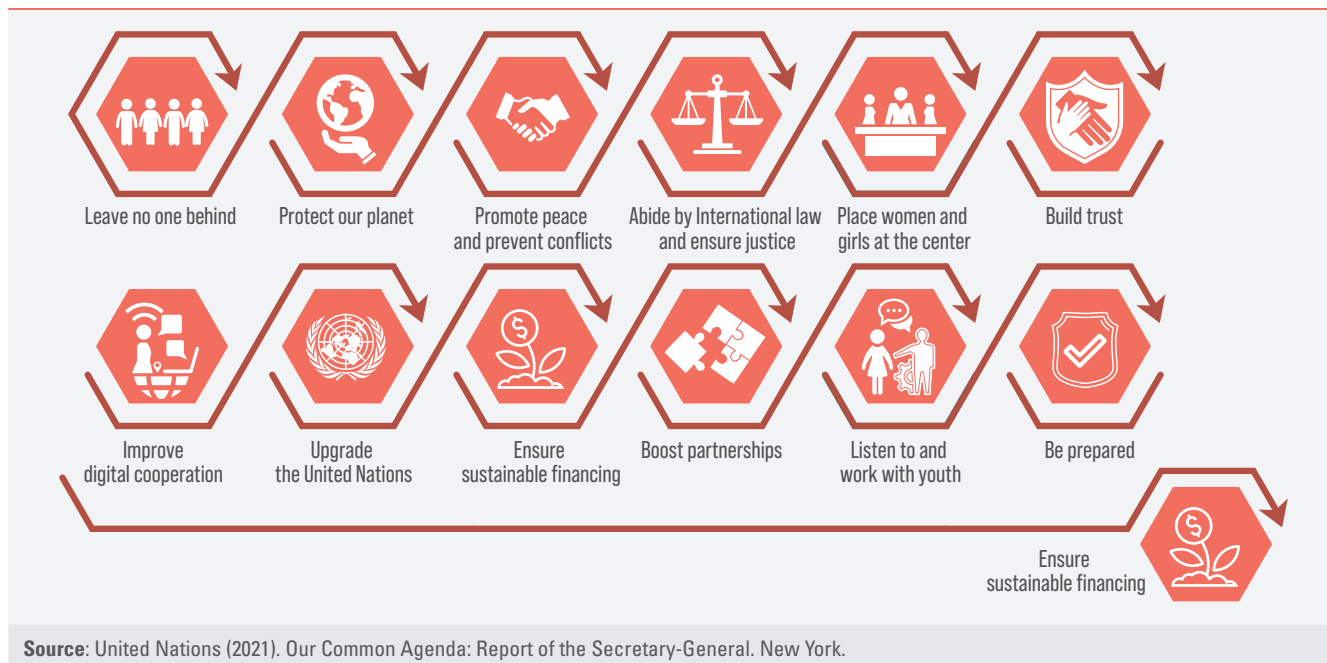 Leave no one behind
Protect our planet
Promote peace
and prevent conflicts
Abide by International law
and ensure justice
Place women and
girls at the center
Build trust
Improve
digital cooperation
Upgrade
the United Nations
Ensure
sustainable financing
Boost partnerships
Listen to and
work with youth
Be prepared
Ensure
sustainable financing
Source: United Nations (2021). Our Common Agenda: Report of the Secretary-General. New York.